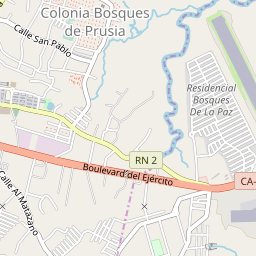 Colonia Bosques
de Prusia
Calle San Pablo
Residencial
Bosques
De La Paz
RN 2
Boulevard del Ejército
CA-
Calle Al Matazano